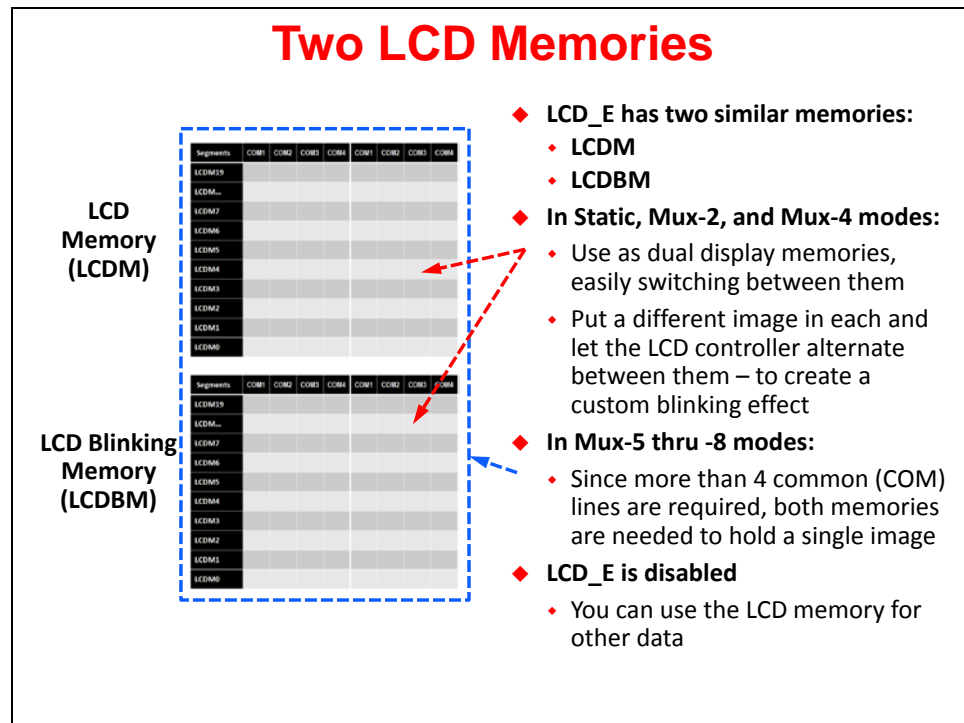 Two LCD Memories
LCD
Memory
(LCDM)
Segments COM1 COM2 COM3 COM4 COM1 COM2 COM3 COM4
LCDM19
LCDM...
LCDM7
LCDM6
LCDM5
LCDM4
LCDM3
LCDM2
LCDM1
LCDM0
LCD Blinking
Memory
(LCDBM)
Segments COM1 COM2 COM3 COM4 COM1 COM2 COM3 COM4
LCDM19
LCDM...
LCDM7
LCDM6
LCDM5
LCDM4
LCDM3
LCDM2
LCDM1
LCDM0
LCD_E has two similar memories:
LCDM
LCDBM
In Static, Mux-2, and Mux-4 modes:
Use as dual display memories,
easily switching between them
Put a different image in each and
let the LCD controller alternate
between them – to create a
custom blinking effect
In Mux-5 thru -8 modes:
Since more than 4 common (COM)
lines are required, both memories
are needed to hold a single image
LCD_E is disabled
You can use the LCD memory for
other data